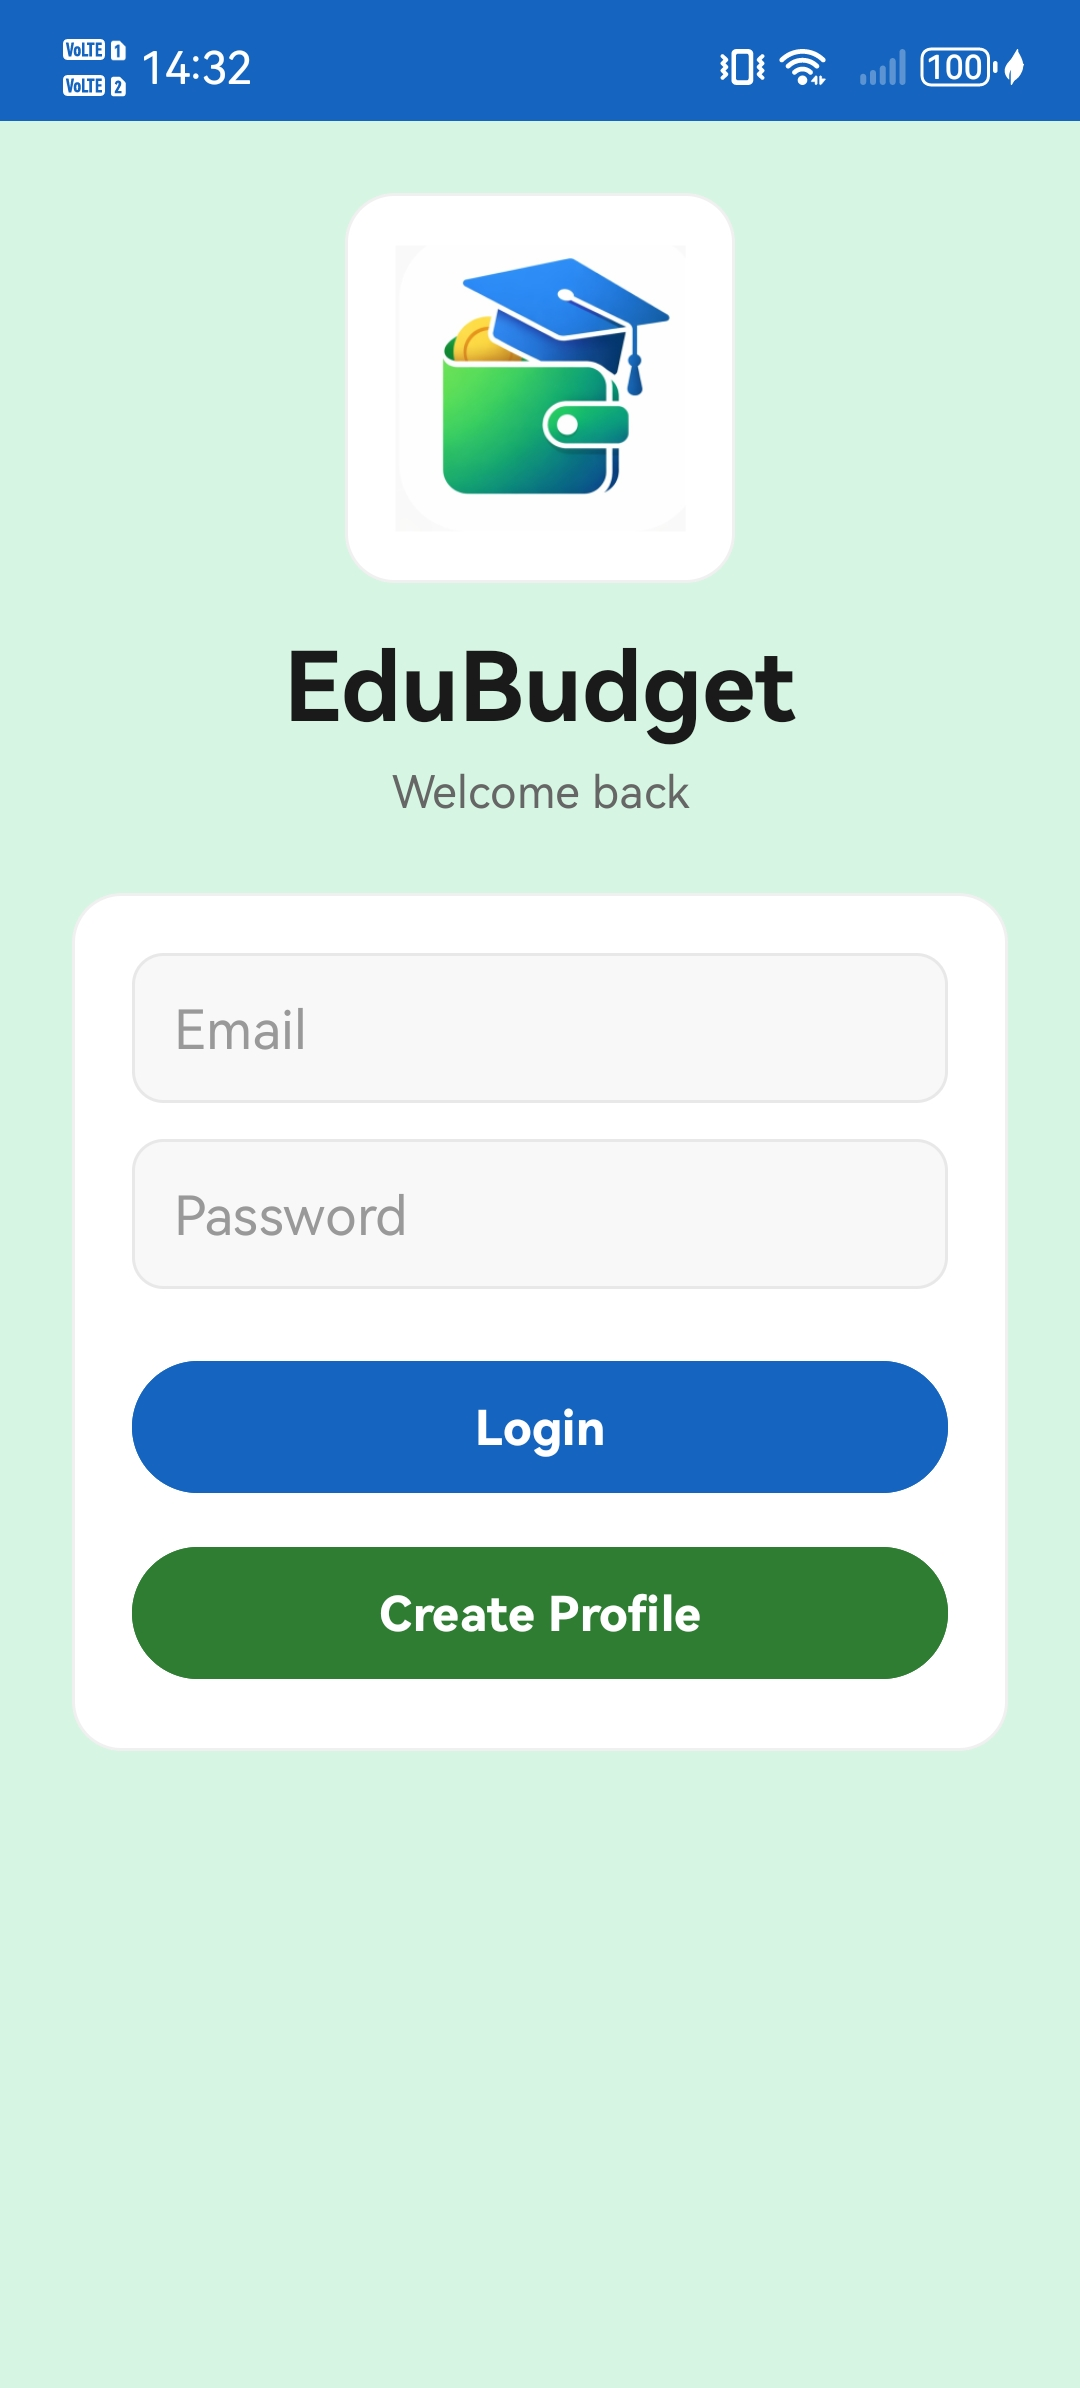 VoLTE 1
VoLTE 2
14:32
100
EduBudget
Welcome back
Email
Password
Login
Create Profile